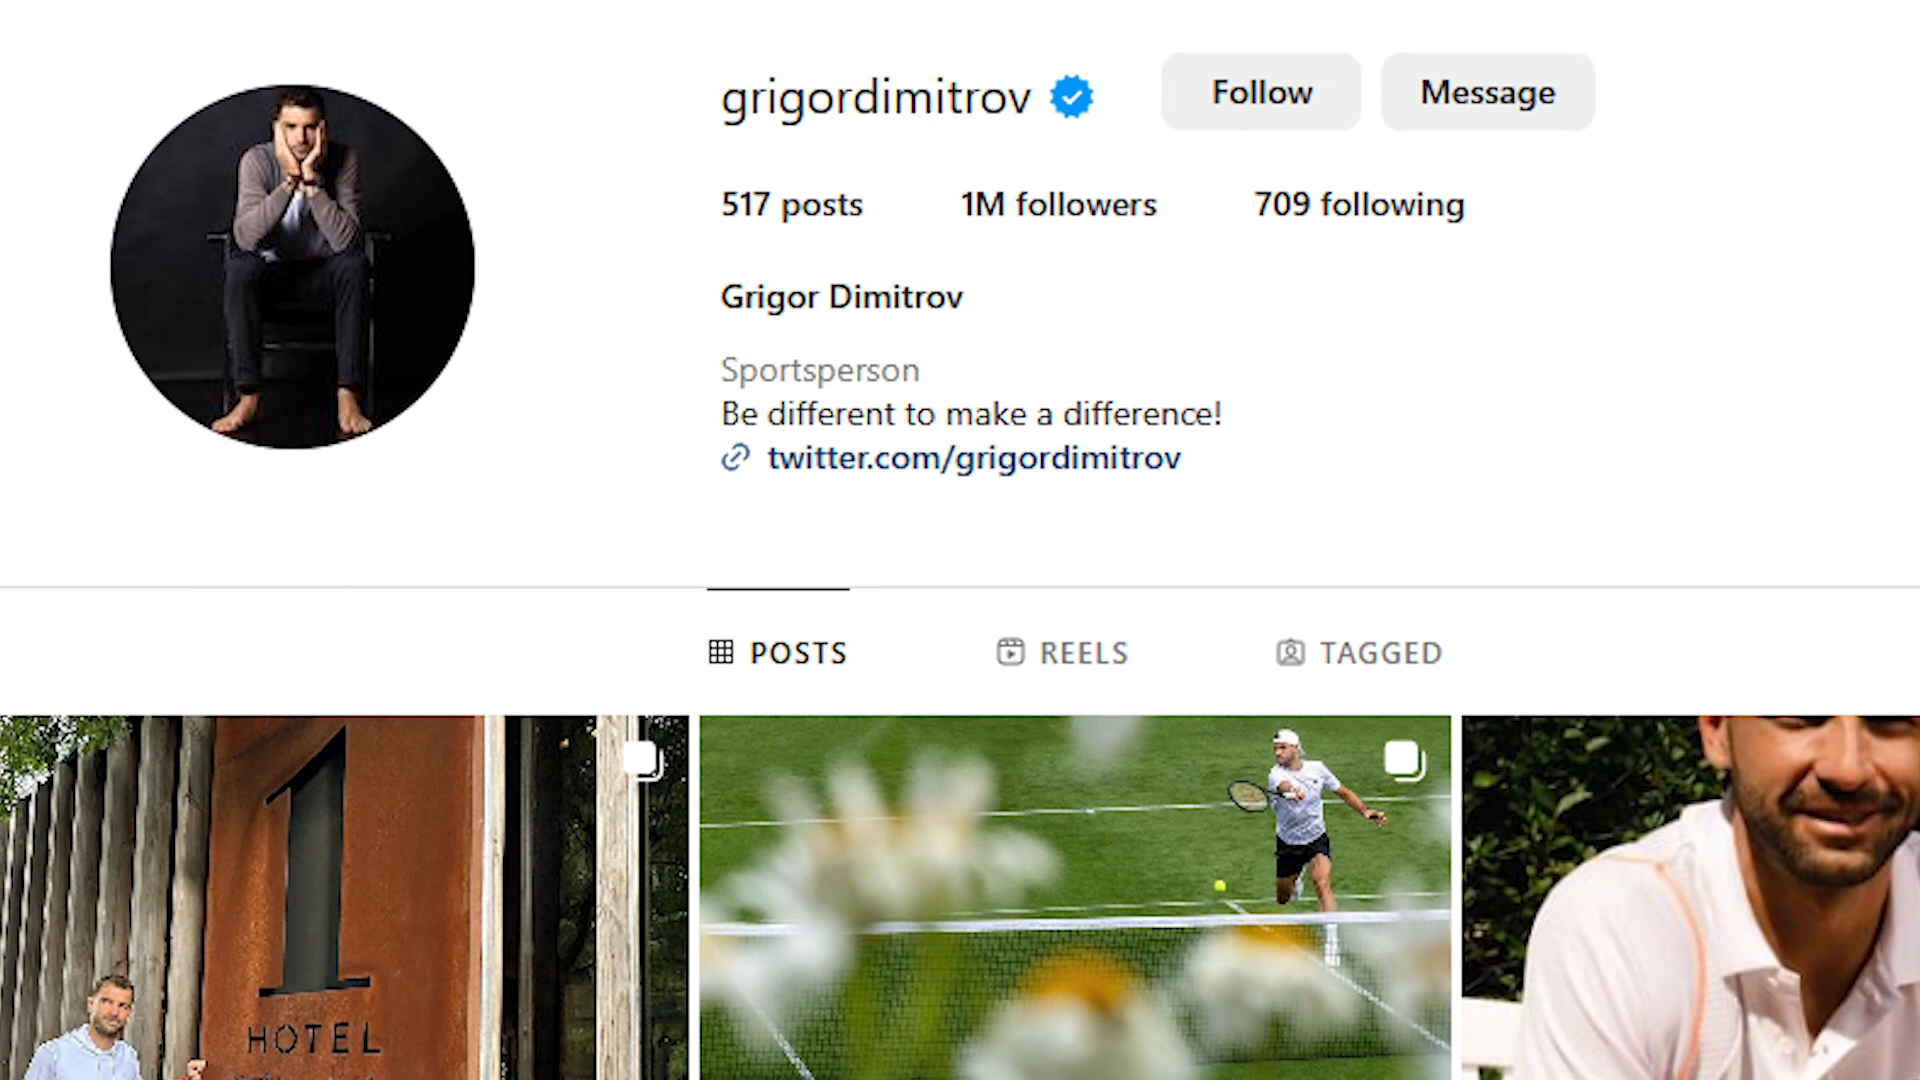 grigordimitrov
Follow
Message
517 posts
1M followers
709 following
Grigor Dimitrov
Sportsperson
Be different to make a difference!
twitter.com/grigordimitrov
POSTS
REELS
TAGGED
1
HOTEL